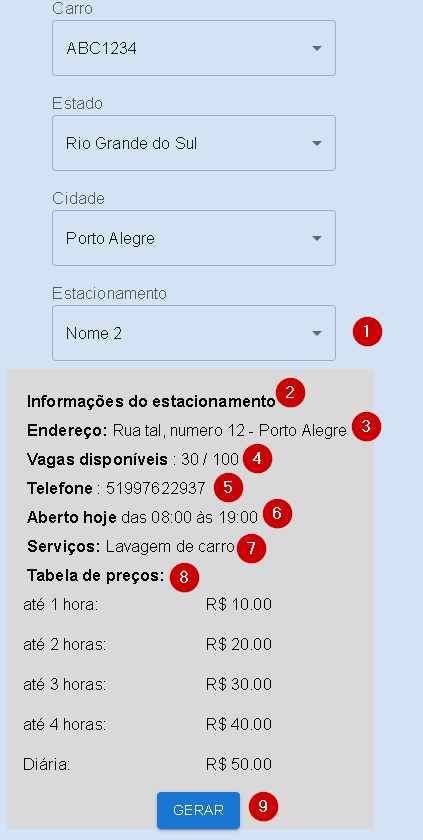 Carro
ABC1234
Estado
Rio Grande do Sul
Cidade
Porto Alegre
Estacionamento
Nome 2 1
Informações do estacionamento 2
Endereço: Rua tal, numero 12 - Porto Alegre 3
Vagas disponíveis : 30 / 100 4
Telefone : 51997622937 5
Aberto hoje das 08:00 às 19:00 6
Serviços: Lavagem de carro 7
Tabela de preços: 8
até 1 hora: R$ 10.00
até 2 horas: R$ 20.00
até 3 horas: R$ 30.00
até 4 horas: R$ 40.00
Diária: R$ 50.00
GERAR 9